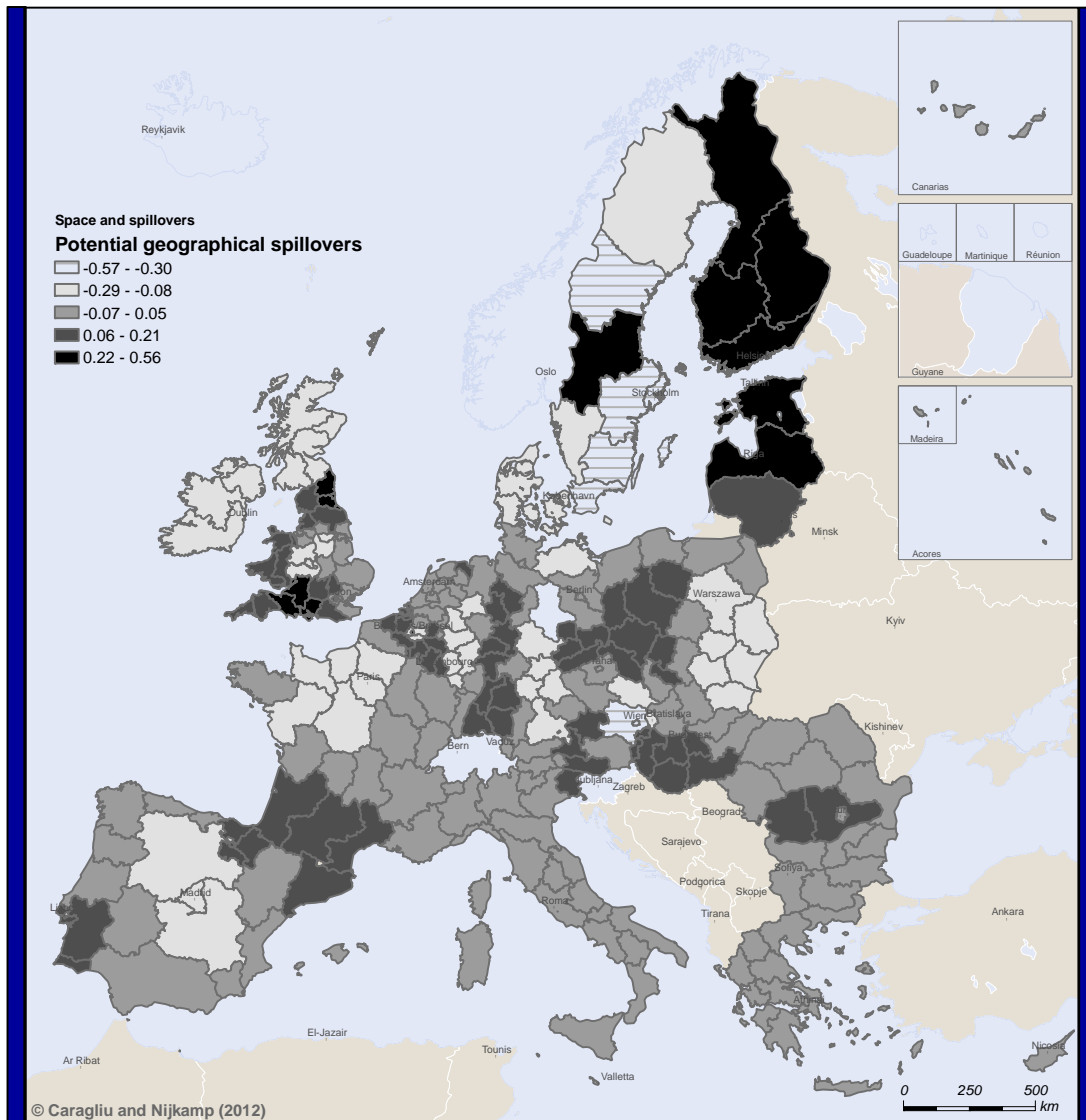 Reykjavik
Canarias
Space and spillovers
Potential geographical spillovers
-0.57 - -0.30
-0.29 - -0.08
-0.07 - 0.05
0.06 - 0.21
0.22 - 0.56
Guadeloupe
Martinique
Réunion
Guyane
Madeira
Acores
Oslo
Helsinki
Tallinn
Stockholm
Riga
København
Dublin
Minsk
Amsterdam
Berlin
Warszawa
Kyiv
Paris
Wien
Bratislava
Budapest
Kishinev
Bern
Vaduz
Zagreb
Beograd
Sarajevo
Podgorica
Sofiya
Skopje
Tirana
Madrid
Roma
Ankara
Athinai
Nicosia
El-Jazair
Tounis
Ar Ribat
Valletta
0 250 500
km
© Caragliu and Nijkamp (2012)